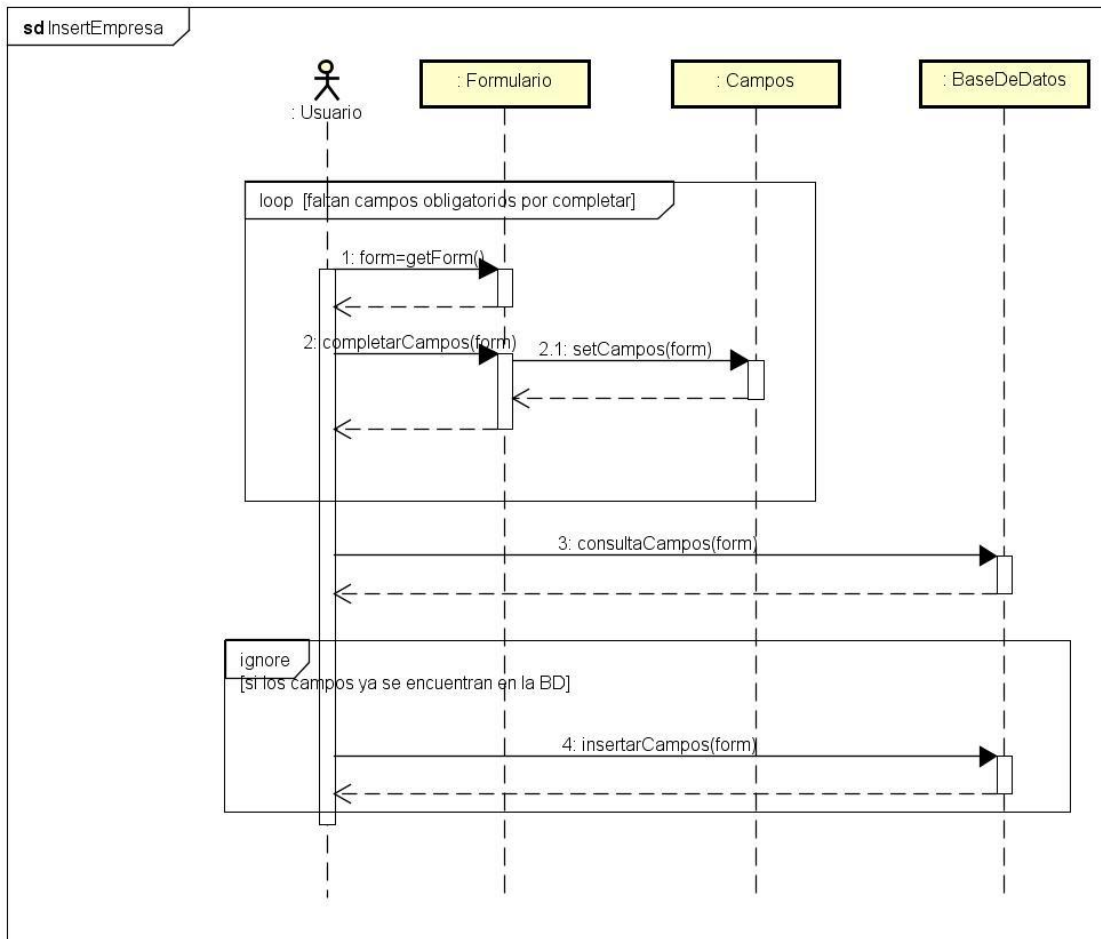 sd InsertEmpresa
: Usuario
: Formulario
: Campos
: BaseDeDatos
loop [faltan campos obligatorios por completar]
1: form=getForm()
2: completarCampos(form)
2.1: setCampos(form)
3: consultaCampos(form)
ignore
[si los campos ya se encuentran en la BD]
4: insertarCampos(form)